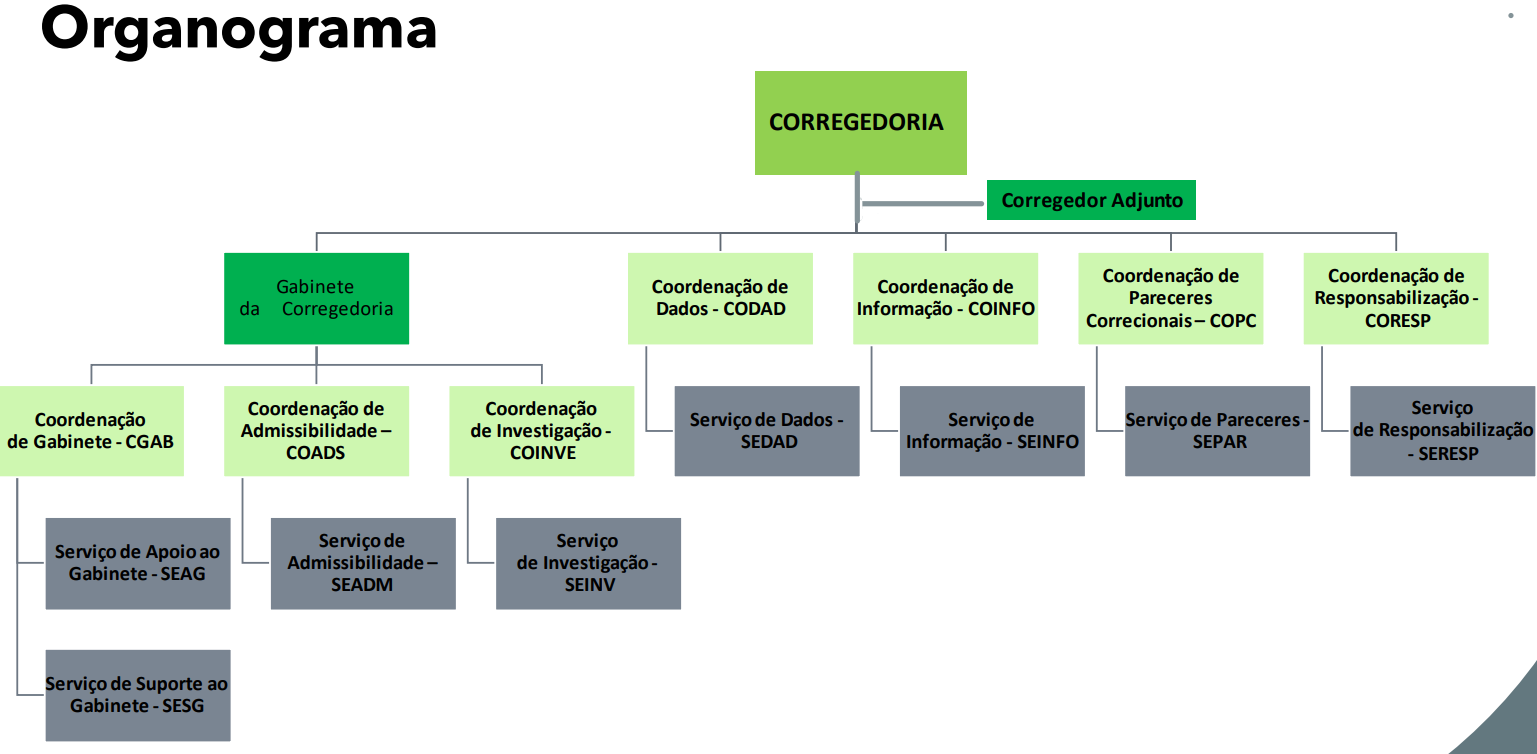 Organograma
CORREGEDORIA
Corregedor Adjunto
Gabinete
da Corregedoria
Coordenação de
Dados - CODAD
Coordenação de
Informação - COINFO
Coordenação de
Pareceres
Correcionais – COPC
Coordenação de
Responsabilização -
CORESP
Coordenação
de Gabinete - CGAB
Coordenação de
Admissibilidade –
COADS
Coordenação
de Investigação -
COINVE
Serviço de Dados -
SEDAD
Serviço de
Informação - SEINFO
Serviço de Pareceres -
SEPAR
Serviço
de Responsabilização
- SERESP
Serviço de Apoio ao
Gabinete - SEAG
Serviço de
Admissibilidade –
SEADM
Serviço
de Investigação -
SEINV
Serviço de Suporte ao
Gabinete - SESG